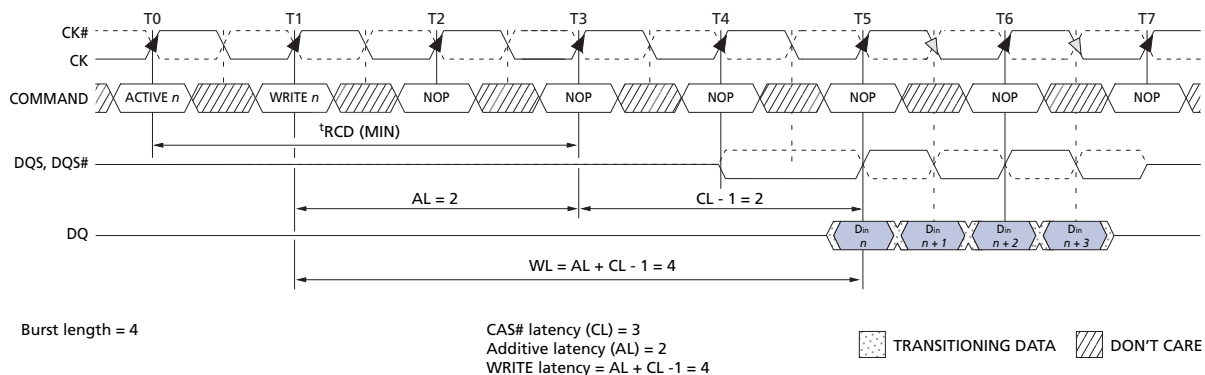 T0 T1 T2 T3 T4 T5 T6 T7
CK#
CK
COMMAND ACTIVE n WRITE n NOP NOP NOP NOP NOP NOP
tRCD (MIN)
DQS, DQS#
AL = 2 CL - 1 = 2
DQ Din n Din n + 1 Din n + 2 Din n + 3
WL = AL + CL - 1 = 4
Burst length = 4
CAS# latency (CL) = 3
Additive latency (AL) = 2
WRITE latency = AL + CL -1 = 4
TRANSITIONING DATA DON'T CARE